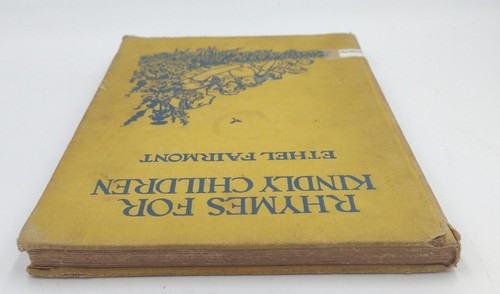 RHYMES FOR
KINDLY CHILDREN
ETHEL FAIRMONT